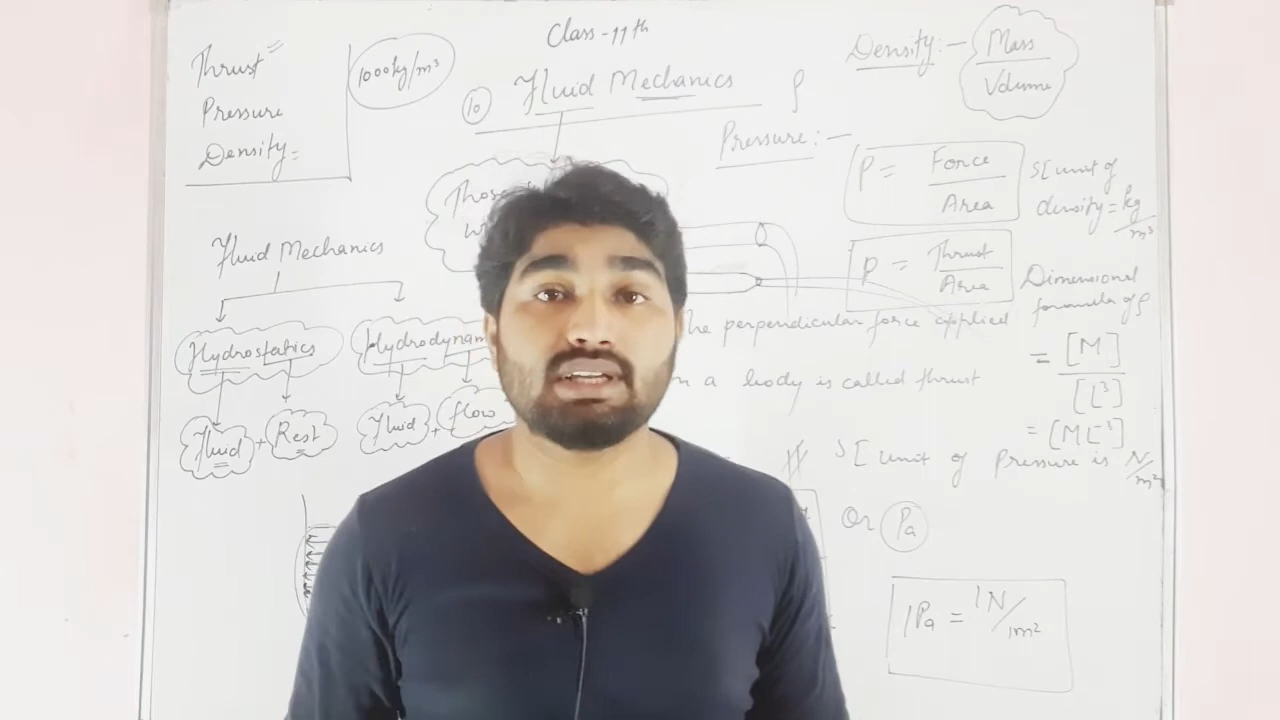 Class - 11th
Thrust =
Pressure
Density =
1000kg/m³
10 Fluid Mechanics
ρ
Density :- Mass / Volume
Pressure :-
P = Force / Area
P = Thrust / Area
SI unit of
density = kg/m³
Dimensional
formula of ρ
= [M] / [L³]
= [ML⁻³]
Those
Fluid Mechanics
Hydrostatics
Fluid + Rest
Fluid + flow
perpendicular force applied
a body is called thrust
# SI unit of Pressure is N/m²
Or Pa
1Pa = 1N/1m²